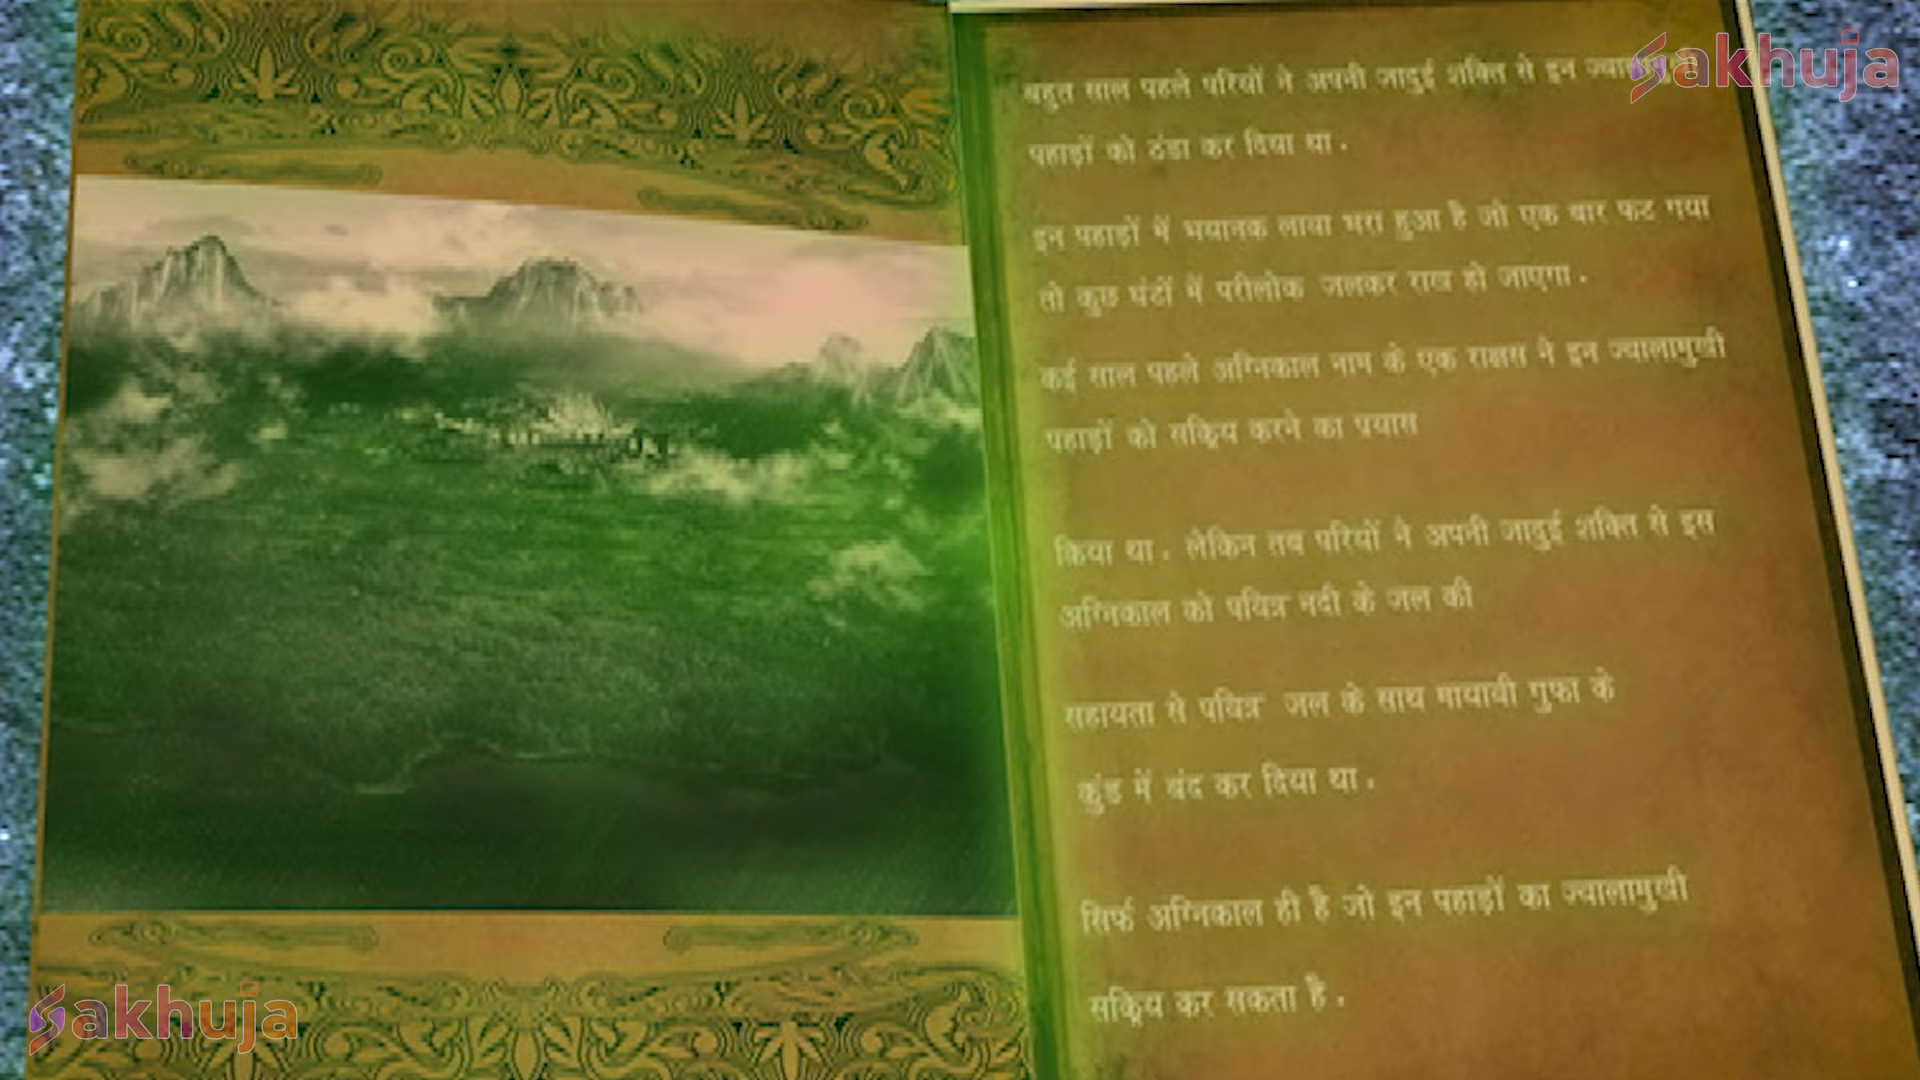 बहुत साल पहले परियों ने अपनी जादुई शक्ति से इन
पहाड़ों को ठंडा कर दिया था .
इन पहाड़ों में भयानक लावा भरा हुआ है जो एक बार फट गया
तो कुछ घंटों में परीलोक जलकर राख हो जाएगा .
कई साल पहले अग्निकाल नाम के एक राक्षस ने इन ज्वालामुखी
पहाड़ों को सक्रिय करने का प्रयास
किया था . लेकिन तब परियों ने अपनी जादुई शक्ति से इस
अग्निकाल को पवित्र नदी के जल की
सहायता से पवित्र जल के साथ मायावी गुफा के
कुंड में बंद कर दिया था .
सिर्फ अग्निकाल ही है जो इन पहाड़ों का ज्वालामुखी
सक्रिय कर सकता है .
Sakhuja
Sakhuja